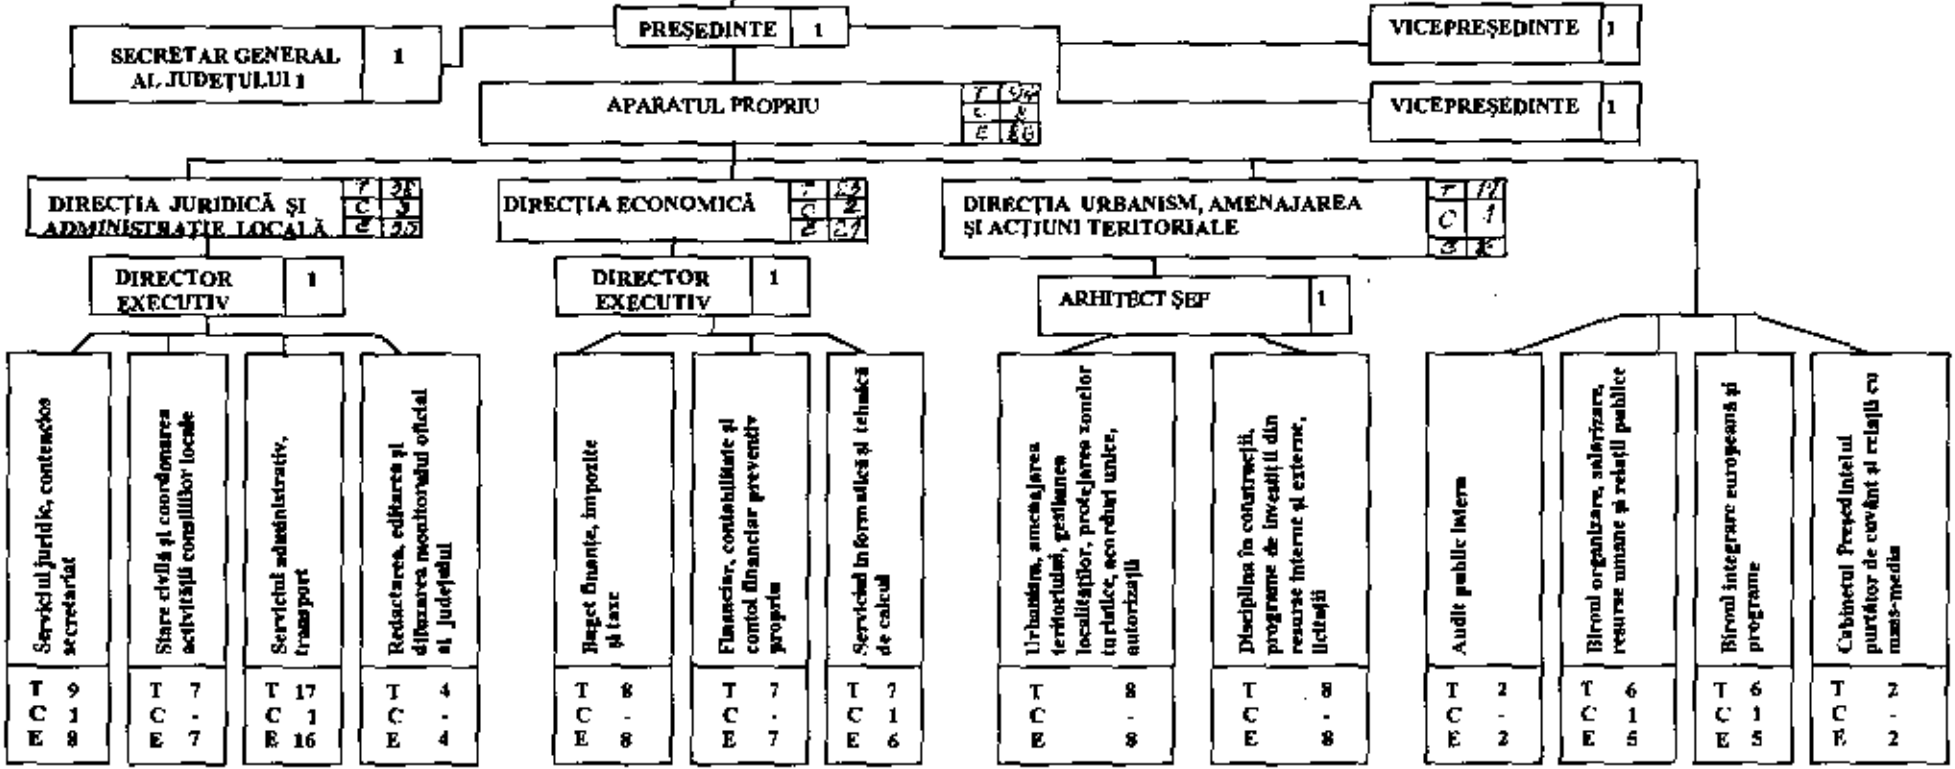 PREȘEDINTE 1
SECRETAR GENERAL
AL JUDEȚULUI 1
1
VICEPREȘEDINTE 1
VICEPREȘEDINTE 1
APARATUL PROPRIU
T
C
E
DIRECȚIA JURIDICĂ ȘI
ADMINISTRAȚIE LOCALĂ
T
C
E
DIRECȚIA ECONOMICĂ
T
C 2
E 21
DIRECȚIA URBANISM, AMENAJAREA
ȘI ACȚIUNI TERITORIALE
T
C 1
DIRECTOR
EXECUTIV
1
DIRECTOR
EXECUTIV
1
ARHITECT ȘEF 1
Serviciul juridic, contencios
secretariat
T 9
C 1
E 8
Stare civilă și coordonarea
activității consiliilor locale
T 7
C -
E 7
Serviciul administrativ,
transport
T 17
C 1
E 16
Redactarea, editarea și
difuzarea monitorului oficial
al județului
T 4
C -
E 4
Buget finanțe, impozite
și taxe
T 8
C -
E 8
Financiar, contabilitate și
contol financiar preventiv
propriu
T 7
C -
E 7
Serviciul informatică și tehnică
de calcul
T 7
C 1
E 6
Urbanism, amenajarea
teritoriului, gestiunea
localităților, protejarea zonelor
turistice, acorduri unice,
autorizații
T 8
C -
E 8
Disciplina în construcții,
programe de investiții din
resurse interne și externe,
licitații
T 8
C -
E 8
Audit public intern
T 2
C -
E 2
Biroul organizare, salarizare,
resurse umane și relații publice
T 6
C 1
E 5
Biroul integrare europeană și
programe
T 6
C 1
E 5
Cabinetul Președintelui
purtător de cuvânt și relații cu
mass-media
T 2
C -
E 2